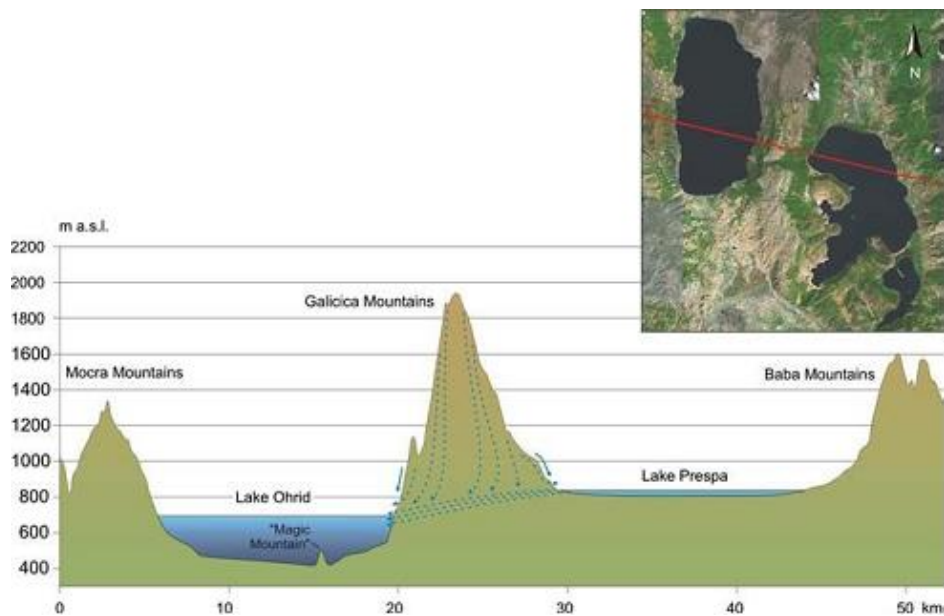 N
m a.s.l.
2200
2000
1800
1600
1400
1200
1000
800
600
400
Galicica Mountains
Mocra Mountains
Baba Mountains
Lake Ohrid
Lake Prespa
"Magic
Mountain"
0 10 20 30 40 50 km